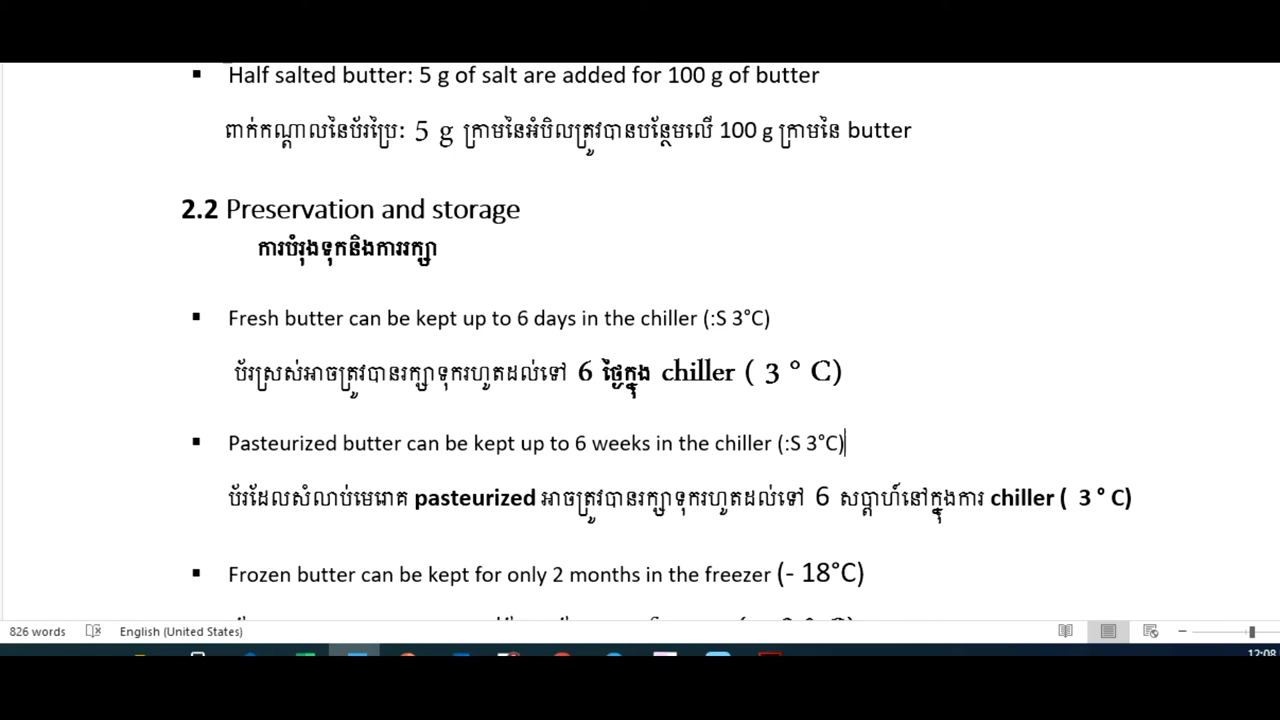 ▪ Half salted butter: 5 g of salt are added for 100 g of butter
ពាក់កណ្តាលនៃប័រប្រៃ: 5 g ក្រាមនៃអំបិលត្រូវបានបន្ថែមលើ 100 g ក្រាមនៃ butter
2.2 Preservation and storage
ការបំរុងទុកនិងការរក្សា
▪ Fresh butter can be kept up to 6 days in the chiller (:S 3°C)
ប័រស្រស់អាចត្រូវបានរក្សាទុករហូតដល់ទៅ 6 ថ្ងៃក្នុង chiller ( 3 ° C)
▪ Pasteurized butter can be kept up to 6 weeks in the chiller (:S 3°C)
ប័រដែលសំលាប់មេរោគ pasteurized អាចត្រូវបានរក្សាទុករហូតដល់ទៅ 6 សប្តាហ៍នៅក្នុងការ chiller ( 3 ° C)
▪ Frozen butter can be kept for only 2 months in the freezer (- 18°C)
826 words English (United States)
12:08